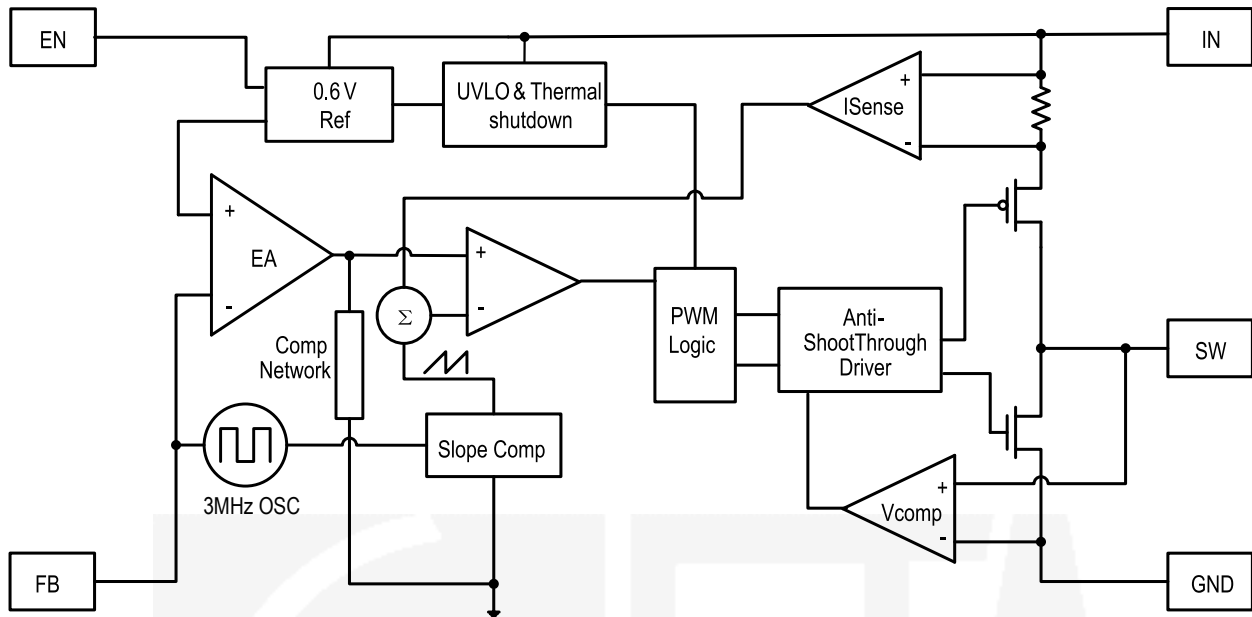 EN
IN
0.6 V
Ref
UVLO & Thermal
shutdown
+
ISense
-
+
EA
-
+
-
Σ
Comp
Network
PWM
Logic
Anti-
ShootThrough
Driver
SW
Slope Comp
3MHz OSC
+
Vcomp
-
FB
GND